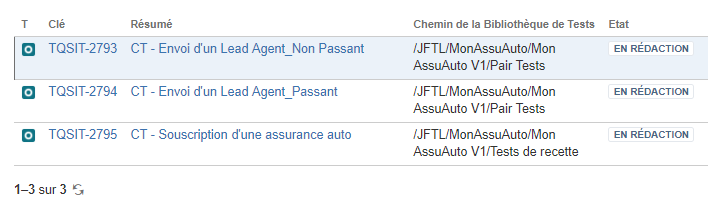 T Clé Résumé Chemin de la Bibliothèque de Tests Etat
TQSIT-2793 CT - Envoi d'un Lead Agent_Non Passant /JFTL/MonAssuAuto/Mon EN RÉDACTION
AssuAuto V1/Pair Tests
TQSIT-2794 CT - Envoi d'un Lead Agent_Passant /JFTL/MonAssuAuto/Mon EN RÉDACTION
AssuAuto V1/Pair Tests
TQSIT-2795 CT - Souscription d'une assurance auto /JFTL/MonAssuAuto/Mon EN RÉDACTION
AssuAuto V1/Tests de recette
1–3 sur 3